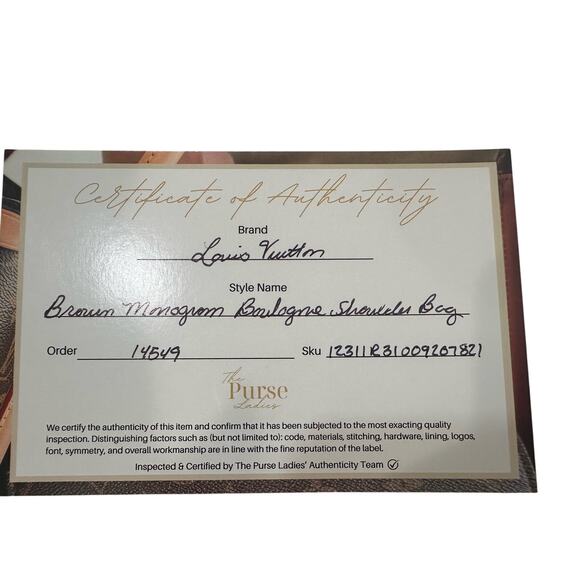 Certificate of Authenticity
Brand
Louis Vuitton
Style Name
Brown Monogram Boulogne Shoulder Bag
Order 14549 Sku 12311R31009207821
The
Purse
Ladies
We certify the authenticity of this item and confirm that it has been subjected to the most exacting quality
inspection. Distinguishing factors such as (but not limited to): code, materials, stitching, hardware, lining, logos,
font, symmetry, and overall workmanship are in line with the fine reputation of the label.
Inspected & Certified by The Purse Ladies' Authenticity Team